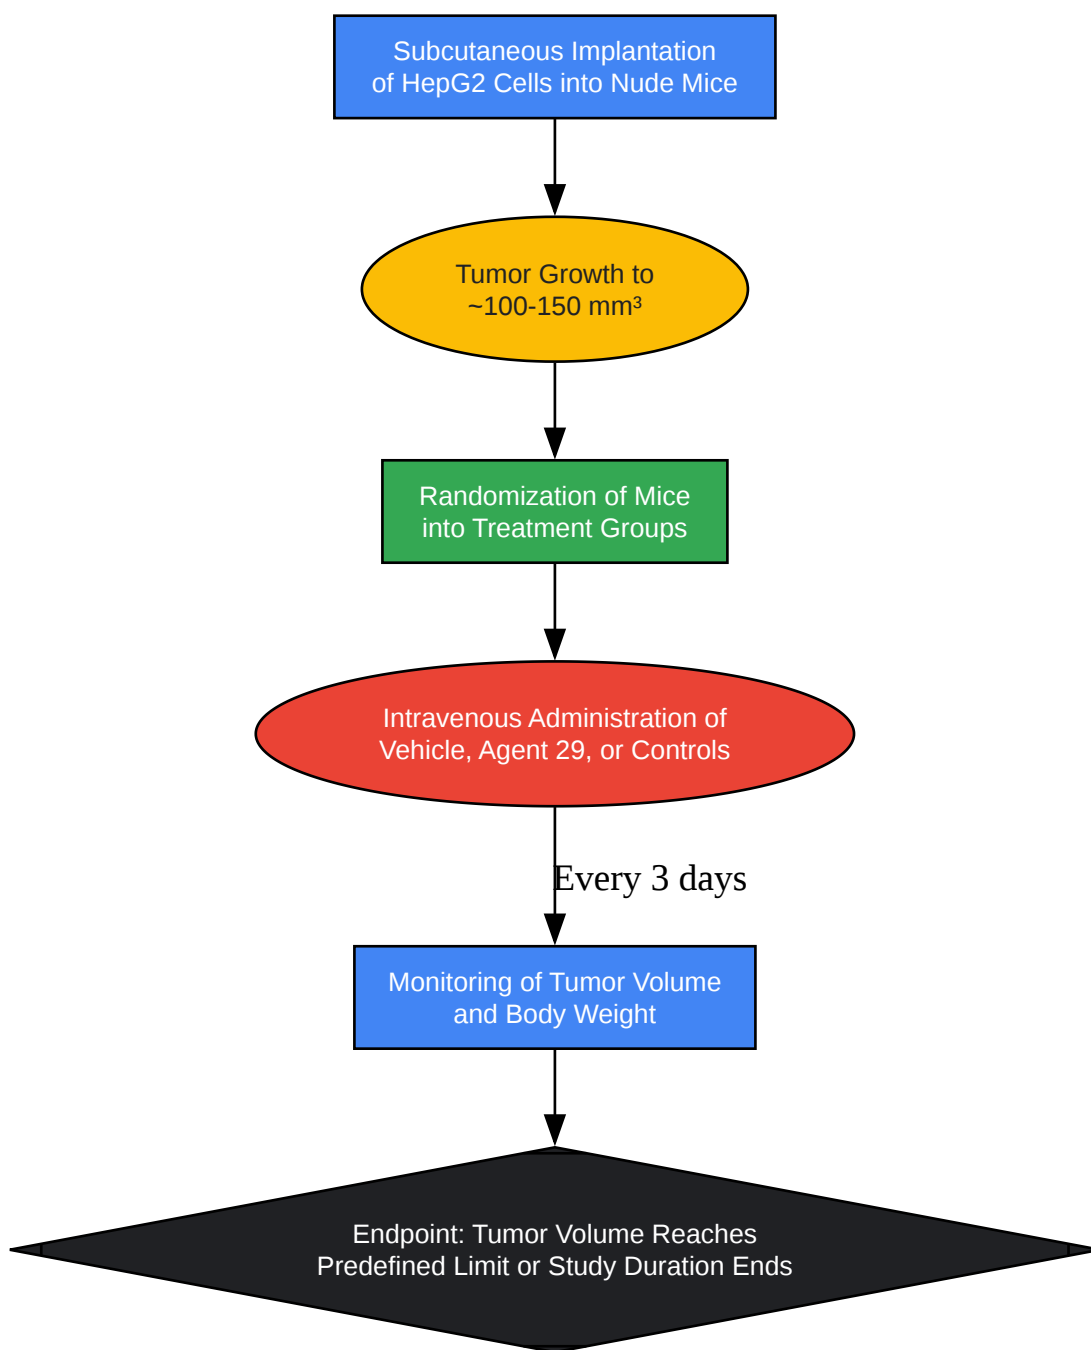 Subcutaneous Implantation
of HepG2 Cells into Nude Mice
Tumor Growth to
~100-150 mm³
Randomization of Mice
into Treatment Groups
Intravenous Administration of
Vehicle, Agent 29, or Controls
Every 3 days
Monitoring of Tumor Volume
and Body Weight
Endpoint: Tumor Volume Reaches
Predefined Limit or Study Duration Ends